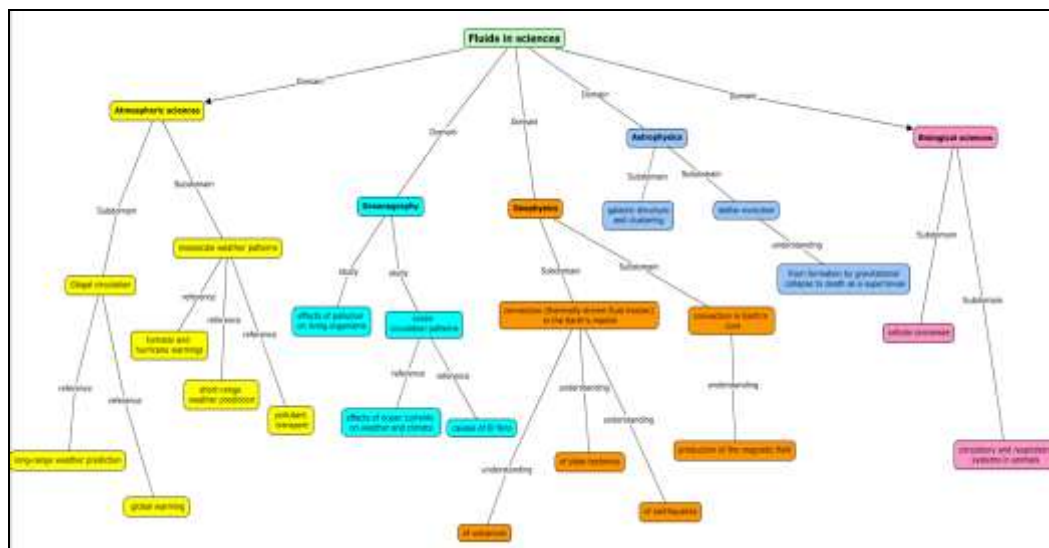 Fluids in sciences
Domain
Domain
Domain
Domain
Domain
Atmospheric sciences
Astrophysics
Biological sciences
Subdomain
Subdomain
Subdomain
Subdomain
Oceanography
Geophysics
galactic structure
and clustering
stellar evolution
mesoscale weather patterns
understanding
study
study
Subdomain
Subdomain
Subdomain
Subdomain
from formation by gravitational
collapse to death as a supernovae
circulation
reference
reference
reference
effects of pollution
on living organisms
ocean
circulation patterns
convection (thermally driven fluid motion)
in the Earth's mantle
convection in Earth's
core
cellular processes
tornado and
hurricane warnings
reference
reference
reference
reference
understanding
understanding
understanding
understanding
short-range
weather prediction
pollutant
transport
effects of ocean currents
on weather and climate
causes of El
long-range weather prediction
of plate tectonics
production of the magnetic field
circulatory and respiratory
systems in animals
global warming
of volcanoes
of earthquakes